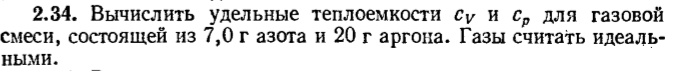 2.34. Вычислить удельные теплоемкости c_V и c_p для газовой
смеси, состоящей из 7,0 г азота и 20 г аргона. Газы считать идеаль-
ными.